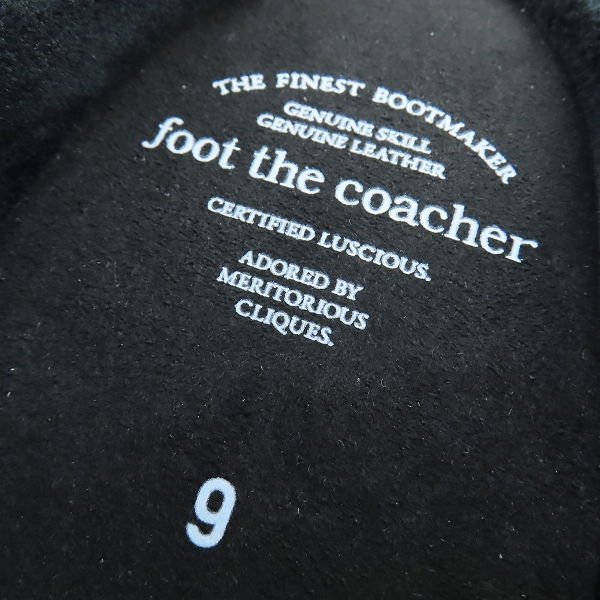 THE FINEST BOOTMAKER
GENUINE SKILL
GENUINE LEATHER
foot the coacher
CERTIFIED LUSCIOUS.
ADORED BY
MERITORIOUS
CLIQUES.
9